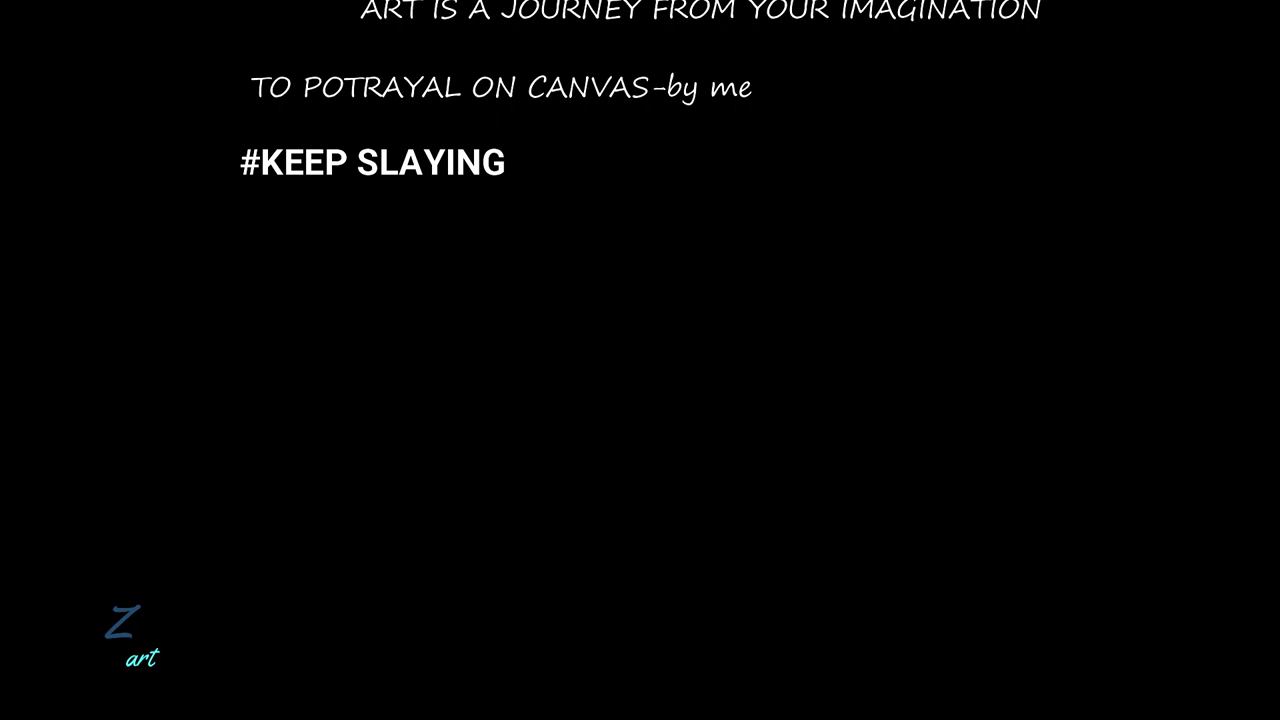 ART IS A JOURNEY FROM YOUR IMAGINATION
TO POTRAYAL ON CANVAS-by me
#KEEP SLAYING
Z
art